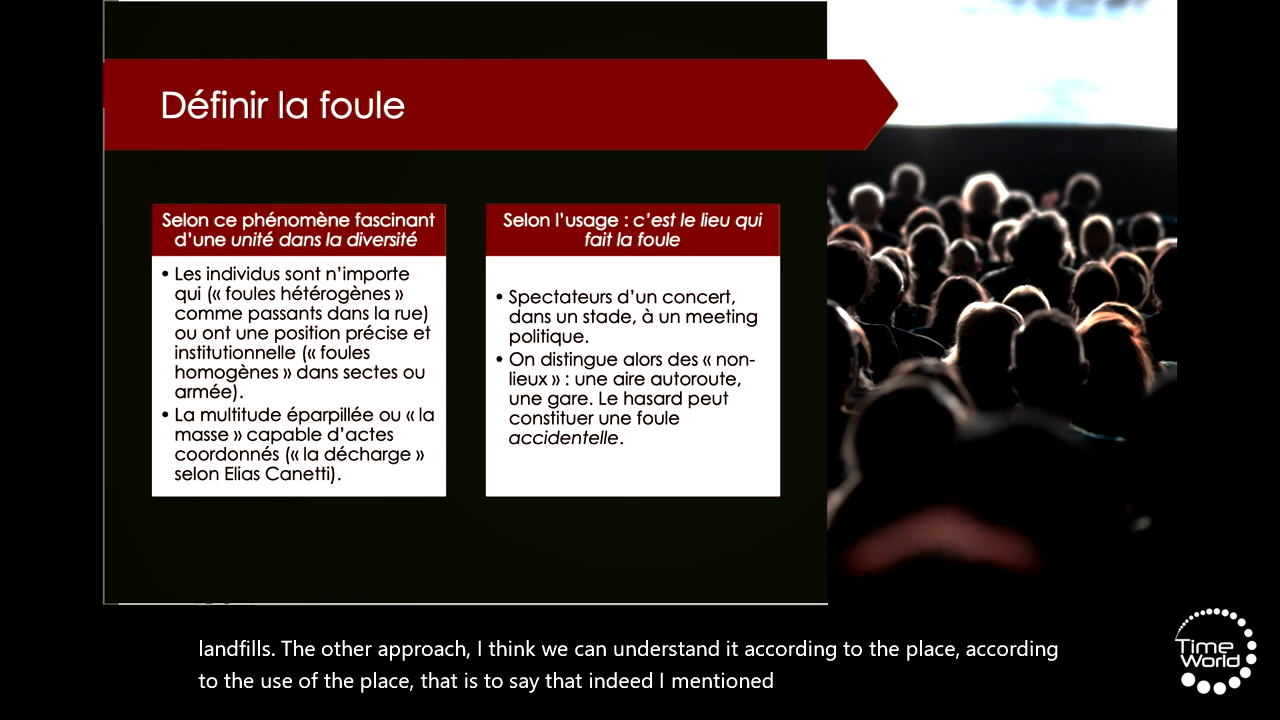 Définir la foule
Selon ce phénomène fascinant
d’une unité dans la diversité
• Les individus sont n’importe
qui (« foules hétérogènes »
comme passants dans la rue)
ou ont une position précise et
institutionnelle (« foules
homogènes » dans sectes ou
armée).
• La multitude éparpillée ou « la
masse » capable d’actes
coordonnés (« la décharge »
selon Elias Canetti).
Selon l’usage : c’est le lieu qui
fait la foule
• Spectateurs d’un concert,
dans un stade, à un meeting
politique.
• On distingue alors des « non-
lieux » : une aire autoroute,
une gare. Le hasard peut
constituer une foule
accidentelle.
landfills. The other approach, I think we can understand it according to the place, according
to the use of the place, that is to say that indeed I mentioned
Time
World